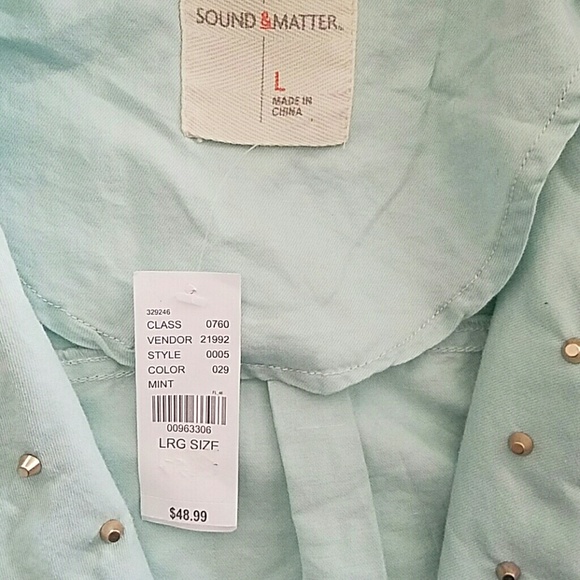 SOUND & MATTER
L
MADE IN
CHINA
329246
CLASS 0760
VENDOR 21992
STYLE 0005
COLOR 029
MINT
00963306
LRG SIZE
$48.99